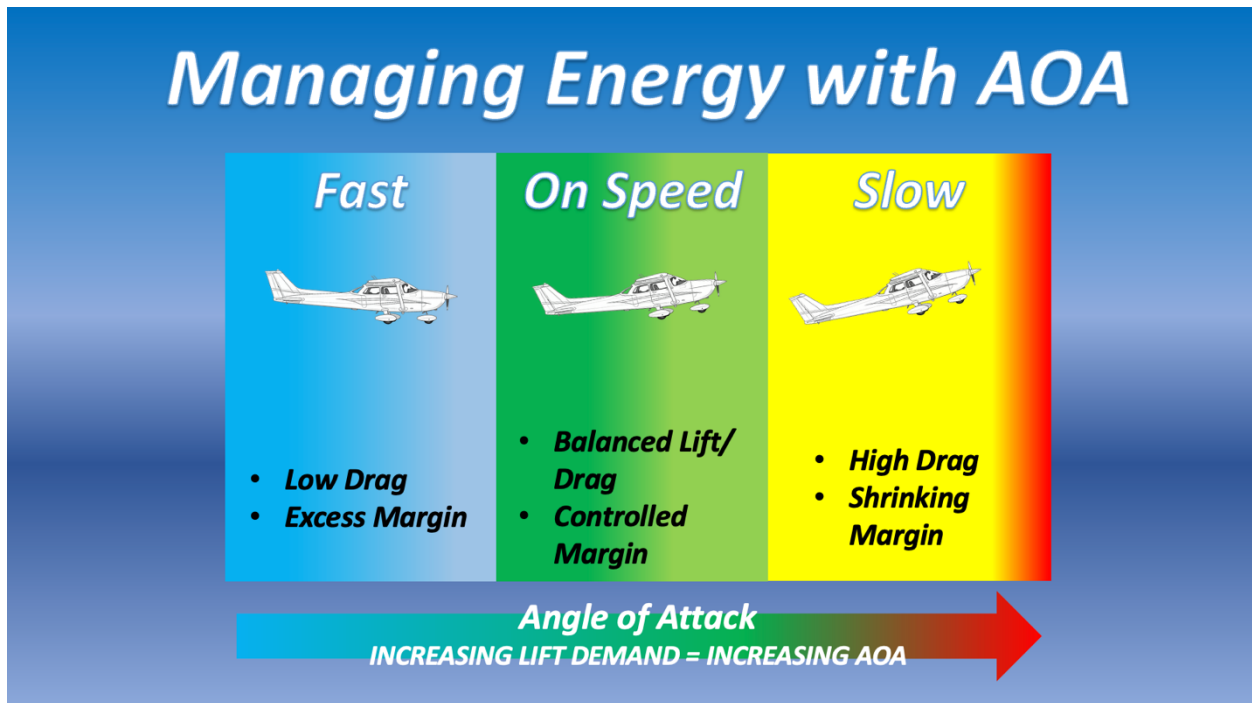 Managing Energy with AOA
Fast
On Speed
Slow
• Low Drag
• Excess Margin
• Balanced Lift/
Drag
• Controlled
Margin
• High Drag
• Shrinking
Margin
Angle of Attack
INCREASING LIFT DEMAND = INCREASING AOA